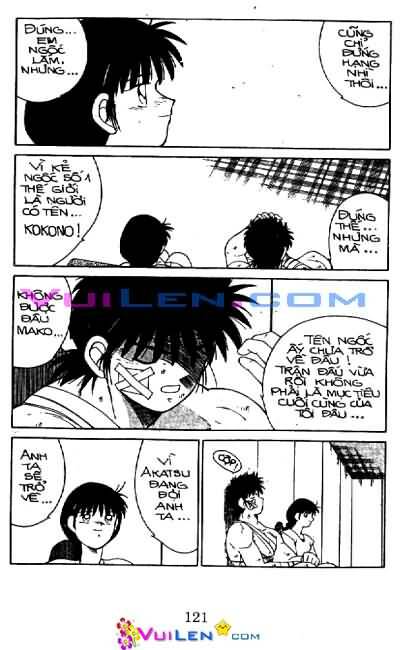 ĐÚNG...
EM
NGỐC
LẮM,
NHƯNG...
CŨNG
CHỈ
ĐỨNG
HẠNG
NHÌ
THÔI...
VÌ KẺ
NGỐC SỐ 1
THẾ GIỚI
LÀ NGƯỜI
CÓ TÊN...
KOKONO!
ĐÚNG
THẾ...
NHƯNG
MÀ...
KHÔNG
ĐƯỢC
ĐÂU
MAKO...
VUILEN.COM
TÊN NGỐC
ẤY CHƯA TRỞ
VỀ ĐÂU!
TRẬN ĐẤU VỪA
RỒI KHÔNG
PHẢI LÀ MỤC TIÊU
CUỐI CÙNG CỦA
TÔI ĐÂU...
ANH
TA
SẼ
TRỞ
VỀ...
VÌ
AKATSU
ĐANG
ĐỢI
ANH
TA...
CỘP!
121
VUILEN.COM